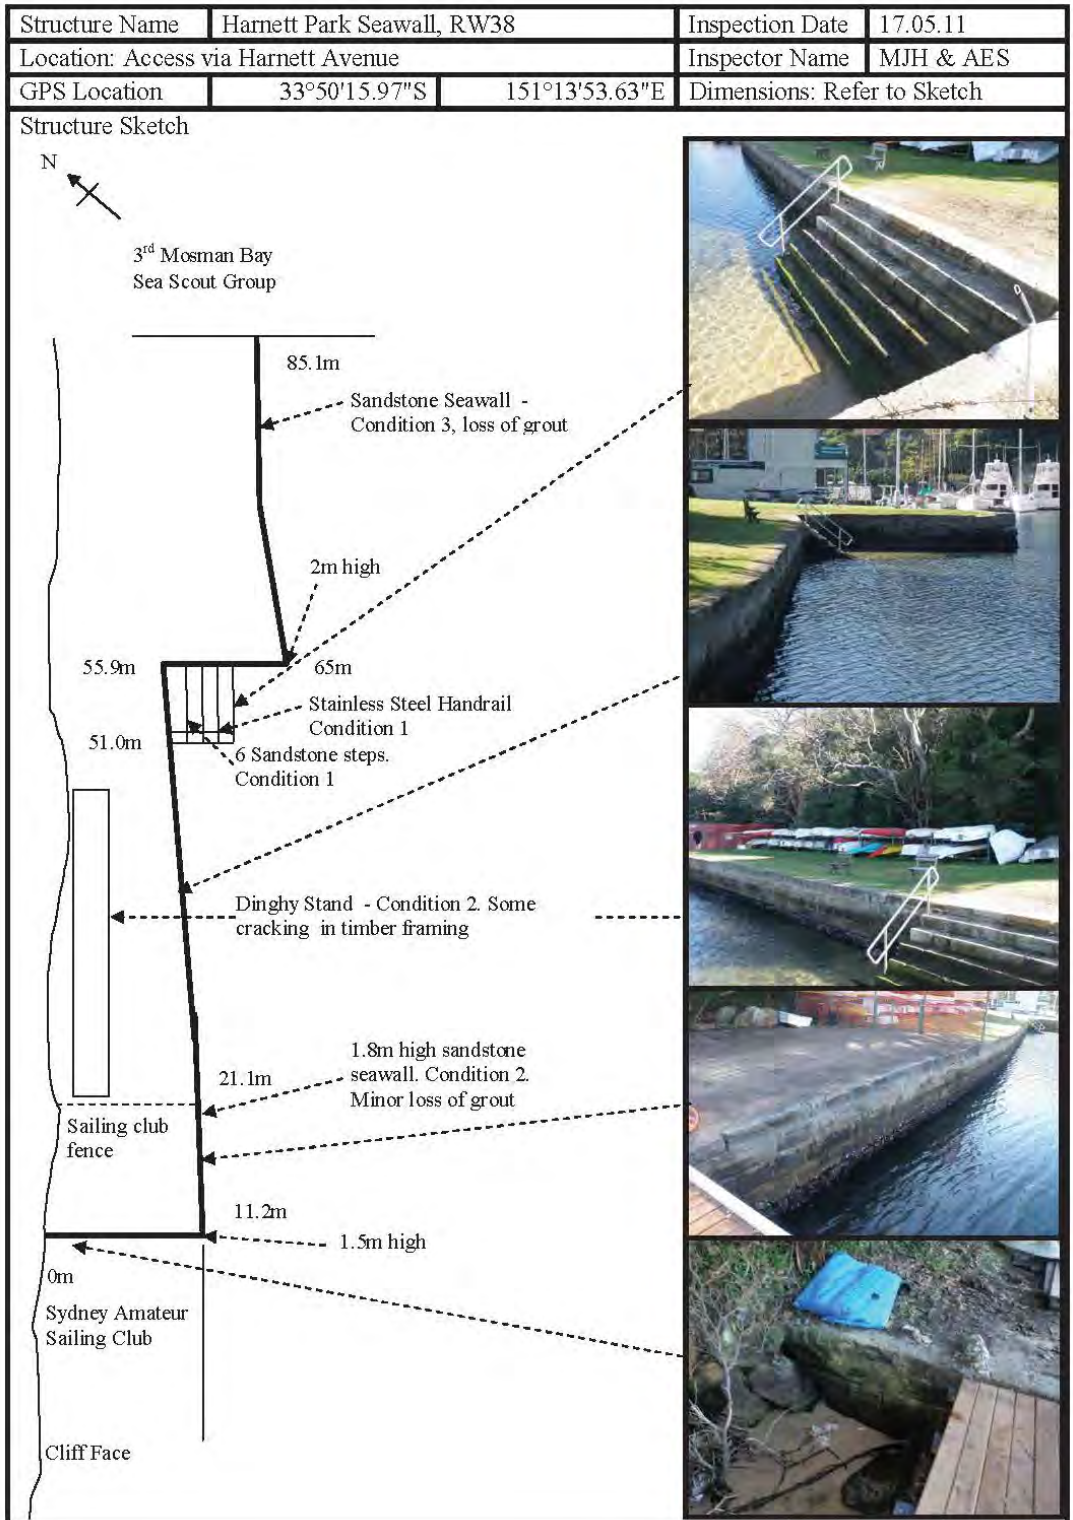 Structure Name Harnett Park Seawall, RW38 Inspection Date 17.05.11
Location: Access via Harnett Avenue Inspector Name MJH & AES
GPS Location 33°50'15.97"S 151°13'53.63"E Dimensions: Refer to Sketch
Structure Sketch
N
3rd Mosman Bay
Sea Scout Group
85.1m
Sandstone Seawall -
Condition 3, loss of grout
2m high
55.9m
65m
Stainless Steel Handrail
Condition 1
51.0m
6 Sandstone steps.
Condition 1
Dinghy Stand - Condition 2. Some
cracking in timber framing
1.8m high sandstone
seawall. Condition 2.
Minor loss of grout
21.1m
Sailing club
fence
11.2m
1.5m high
0m
Sydney Amateur
Sailing Club
Cliff Face